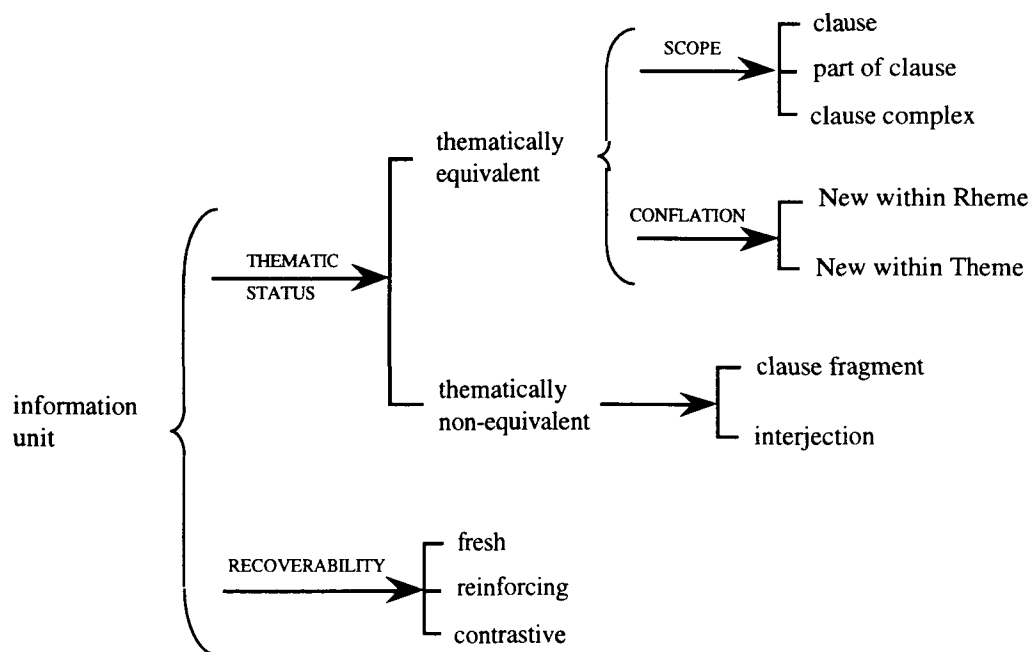 clause
SCOPE
part of clause
clause complex
thematically
equivalent
New within Rheme
CONFLATION
New within Theme
THEMATIC
STATUS
clause fragment
thematically
non-equivalent
interjection
information
unit
fresh
RECOVERABILITY
reinforcing
contrastive